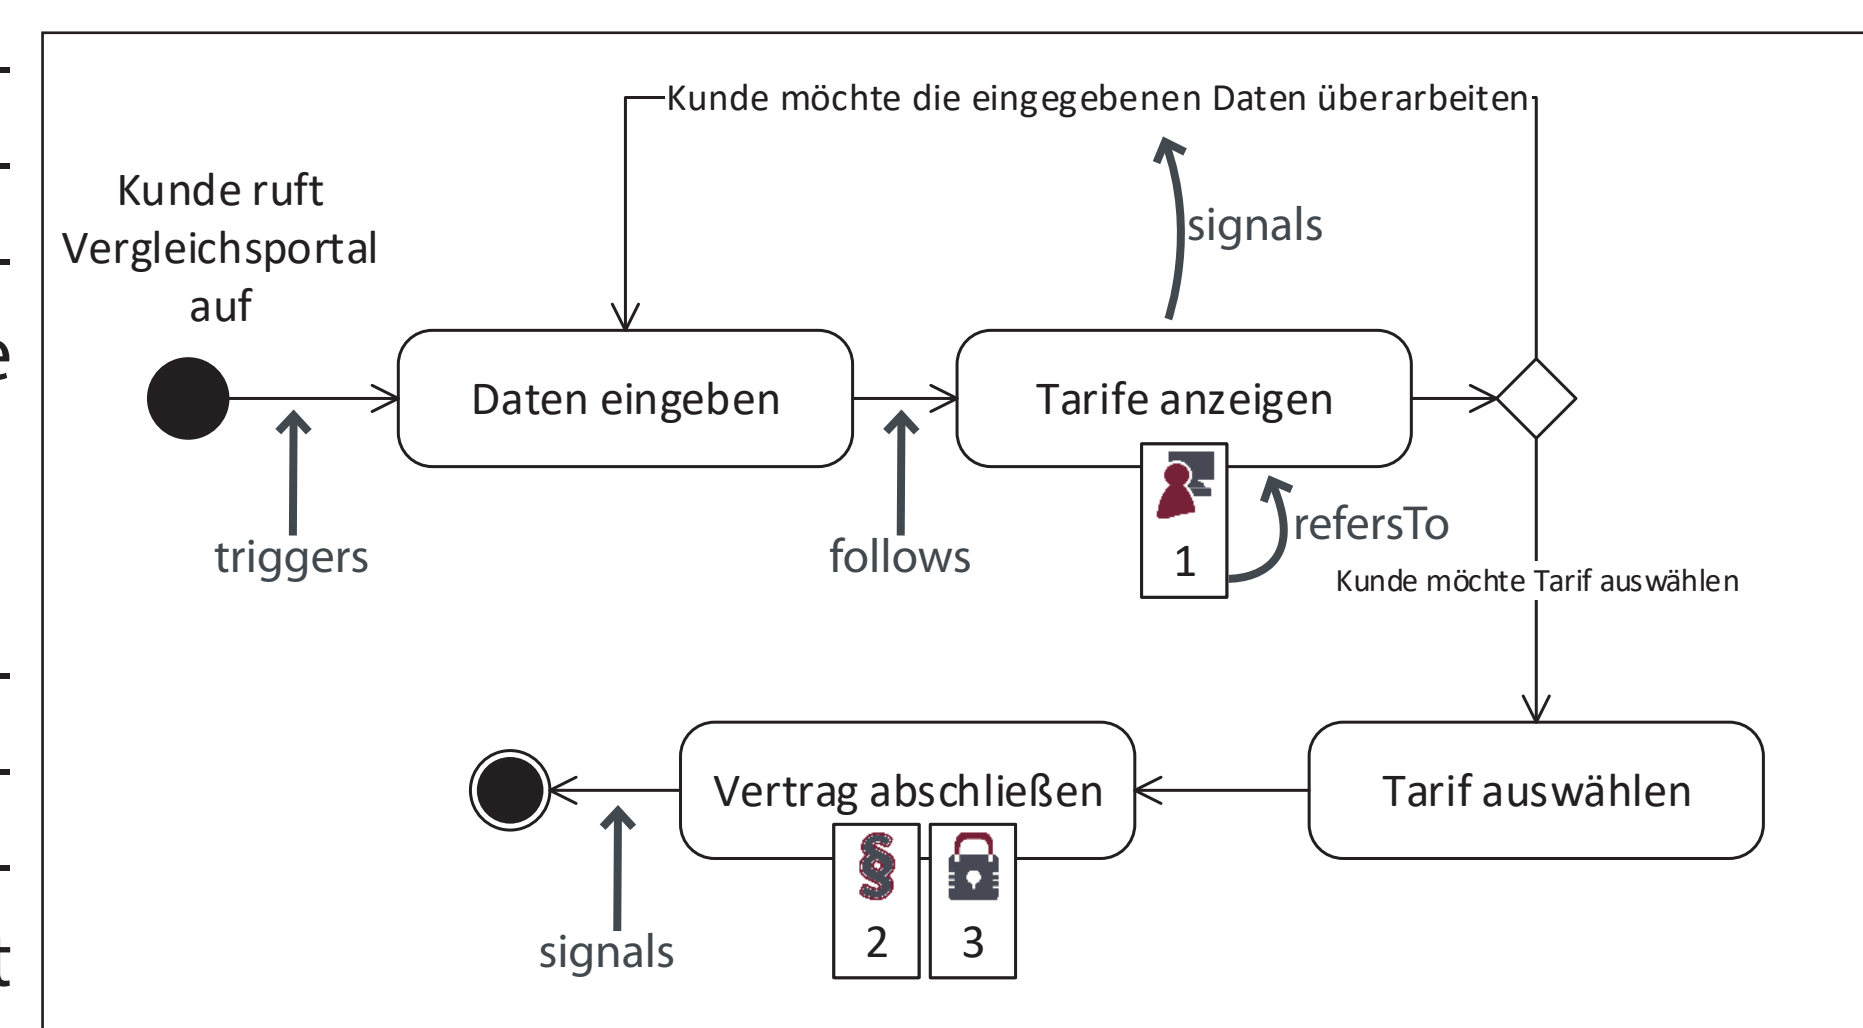 Kunde möchte die eingegebenen Daten überarbeiten
Kunde ruft
Vergleichsportal
auf
signals
e
Daten eingeben
Tarife anzeigen
triggers
follows
1
refersTo
Kunde möchte Tarif auswählen
Vertrag abschließen
Tarif auswählen
§
2
3
signals
t